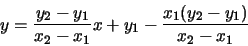 $y = \frac{y_2 - y_1}{x_2 - x_1} x + y_1 - \frac{x_1(y_2 - y_1)}{x_2 - x_1}$